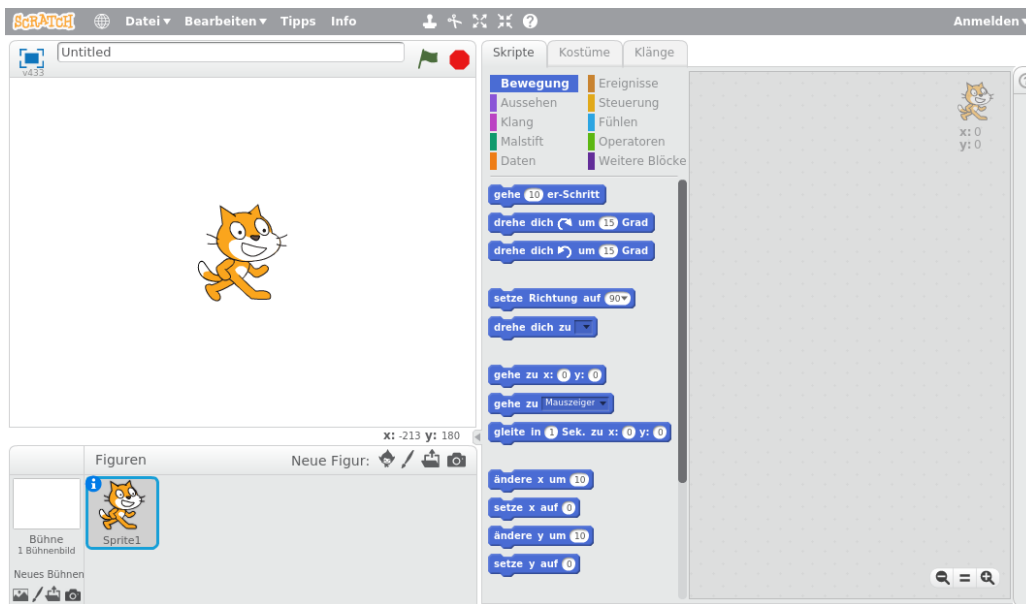 SCRATCH Datei Bearbeiten Tipps Info Anmelden
Untitled
v433
x: -213 y: 180
Figuren Neue Figur:
Bühne
1 Bühnenbild
Sprite1
Neues Bühnen
Skripte Kostüme Klänge
Bewegung Ereignisse
Aussehen Steuerung
Klang Fühlen
Malstift Operatoren
Daten Weitere Blöcke
gehe 10 er-Schritt
drehe dich um 15 Grad
drehe dich um 15 Grad
setze Richtung auf 90
drehe dich zu
gehe zu x: 0 y: 0
gehe zu Mauszeiger
gleite in 1 Sek. zu x: 0 y: 0
ändere x um 10
setze x auf 0
ändere y um 10
setze y auf 0
x: 0
y: 0